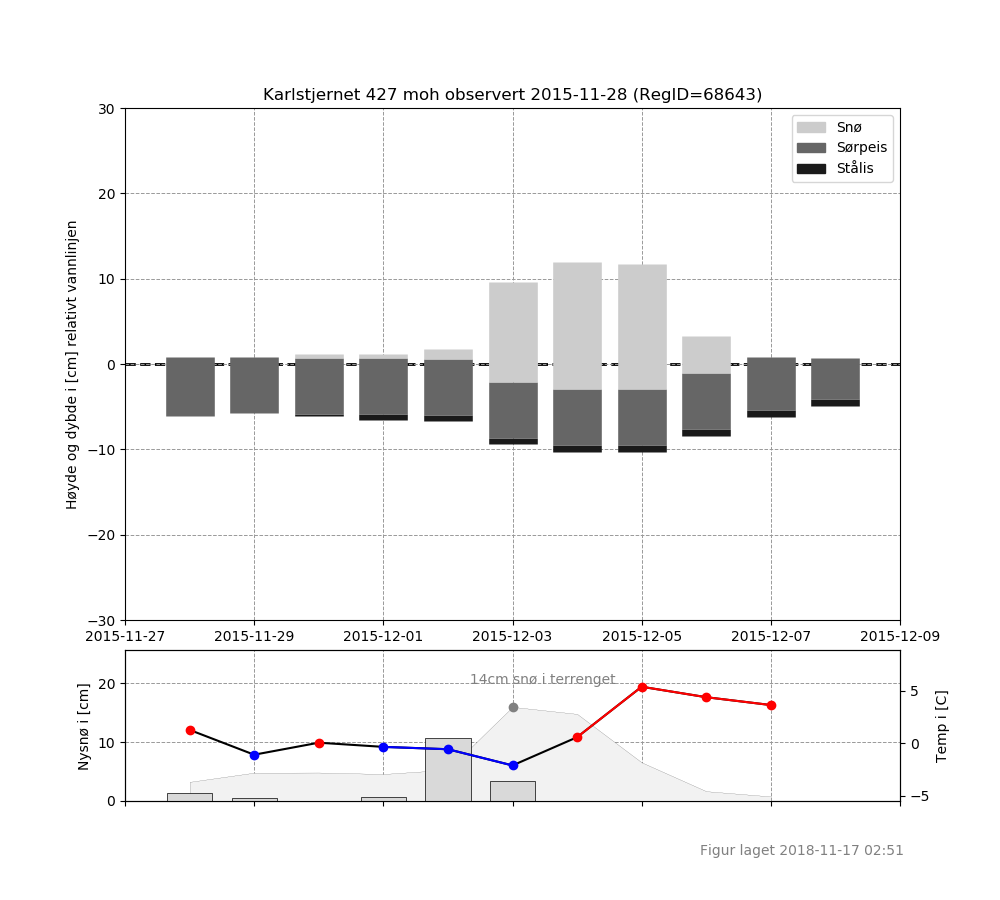 Karlstjernet 427 moh observert 2015-11-28 (RegID=68643)
Høyde og dybde i [cm] relativt vannlinjen
30
20
10
0
−10
−20
−30
Snø
Sørpeis
Stålis
2015-11-27 2015-11-29 2015-12-01 2015-12-03 2015-12-05 2015-12-07 2015-12-09
Nysnø i [cm]
20
10
0
14cm snø i terrenget
5
0
−5
Temp i [C]
Figur laget 2018-11-17 02:51